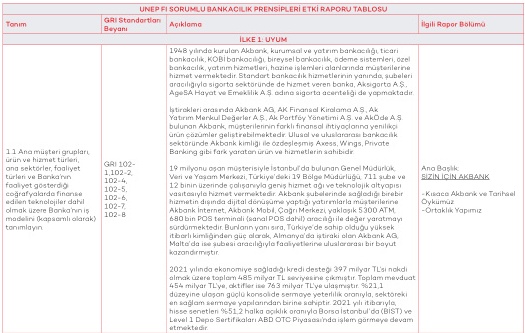 UNEP FI SORUMLU BANKACILIK PRENSİPLERİ ETKİ RAPORU TABLOSU
Tanım
GRI Standartları
Beyanı
Açıklama
İlgili Rapor Bölümü
İLKE 1: UYUM
1.1 Ana müşteri grupları,
ürün ve hizmet türleri,
ana sektörler, faaliyet
türleri ve Banka'nın
faaliyet gösterdiği
coğrafyalarda finanse
edilen teknolojiler dahil
olmak üzere Banka'nın iş
modelini (kapsamlı olarak)
tanımlayın.
GRI 102-
1,102-2,
102-4,
102-5,
102-6,
102-7,
102-8
1948 yılında kurulan Akbank, kurumsal ve yatırım bankacılığı, ticari
bankacılık, KOBİ bankacılığı, bireysel bankacılık, ödeme sistemleri, özel
bankacılık, yatırım hizmetleri, hazine işlemleri alanlarında müşterilerine
hizmet vermektedir. Standart bankacılık hizmetlerinin yanında, şubeleri
aracılığıyla sigorta sektöründe de hizmet veren banka, Aksigorta A.Ş.,
AgeSA Hayat ve Emeklilik A.Ş. adına sigorta acenteliği de yapmaktadır.
İştirakleri arasında Akbank AG, AK Finansal Kiralama A.Ş., Ak
Yatırım Menkul Değerler A.Ş., Ak Portföy Yönetimi A.Ş. ve AkÖde A.Ş.
bulunan Akbank, müşterilerinin farklı finansal ihtiyaçlarına yenilikçi
ürün çözümler geliştirebilmektedir. Ulusal ve uluslararası bankacılık
sektöründe Akbank kimliği ile özdeşleşmiş Axess, Wings, Private
Banking gibi fark yaratan ürün ve hizmetlerin sahibidir.
19 milyonu aşan müşterisiyle İstanbul'da bulunan Genel Müdürlük,
Veri ve Yaşam Merkezi, Türkiye'deki 19 Bölge Müdürlüğü, 711 şube ve
12 binin üzerinde çalışanıyla geniş hizmet ağı ve teknolojik altyapısı
vasıtasıyla hizmet vermektedir. Akbank şubelerinde sağladığı birebir
hizmetin dışında dijital dönüşüme yaptığı yatırımlarla müşterilerine
Akbank İnternet, Akbank Mobil, Çağrı Merkezi, yaklaşık 5300 ATM,
680 bin POS terminali (sanal POS dahil) aracılığı ile değer yaratmayı
sürdürmektedir. Bunların yanı sıra, Türkiye'de sahip olduğu yüksek
itibarlı kimliğinden güç alarak, Almanya'da iştiraki olan Akbank AG,
Malta'da ise şubesi aracılığıyla faaliyetlerine uluslararası bir boyut
kazandırmıştır.
2021 yılında ekonomiye sağladığı kredi desteği 397 milyar TL'si nakdi
olmak üzere toplam 485 milyar TL seviyesine çıkmıştır. Toplam mevduat
454 milyar TL'ye, aktifler ise 763 milyar TL'ye ulaşmıştır. %21,1
düzeyine ulaşan güçlü konsolide sermaye yeterlilik oranıyla, sektördeki
en sağlam sermaye yapılarından birine sahiptir. 2021 yılı itibarıyla,
hisse senetleri %51,2 halka açıklık oranıyla Borsa İstanbul'da (BIST) ve
Level 1 Depo Sertifikaları ABD OTC Piyasası'nda işlem görmeye devam
etmektedir.
Ana Başlık:
SİZİN İÇİN AKBANK
-Kısaca Akbank ve Tarihsel
Öykümüz
-Ortaklık Yapımız